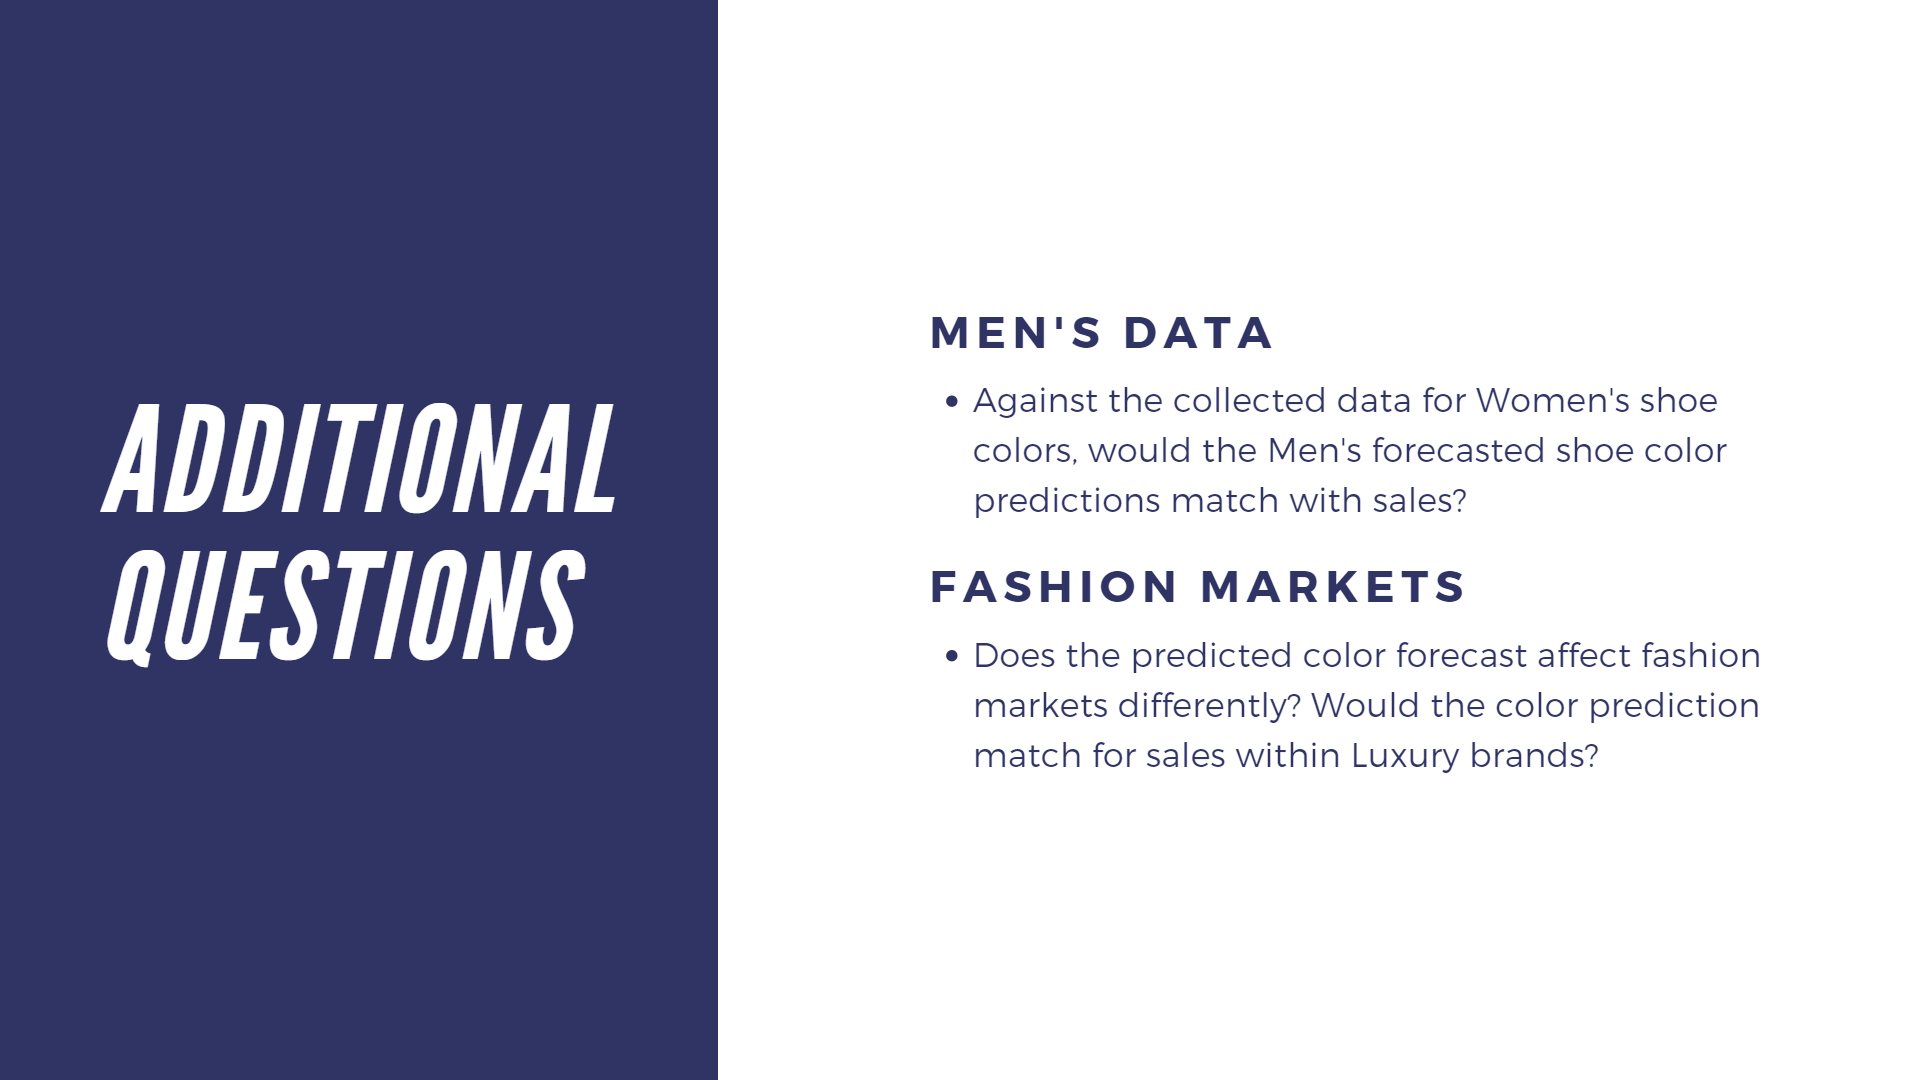 ADDITIONAL
QUESTIONS
MEN'S DATA
• Against the collected data for Women's shoe
colors, would the Men's forecasted shoe color
predictions match with sales?
FASHION MARKETS
• Does the predicted color forecast affect fashion
markets differently? Would the color prediction
match for sales within Luxury brands?